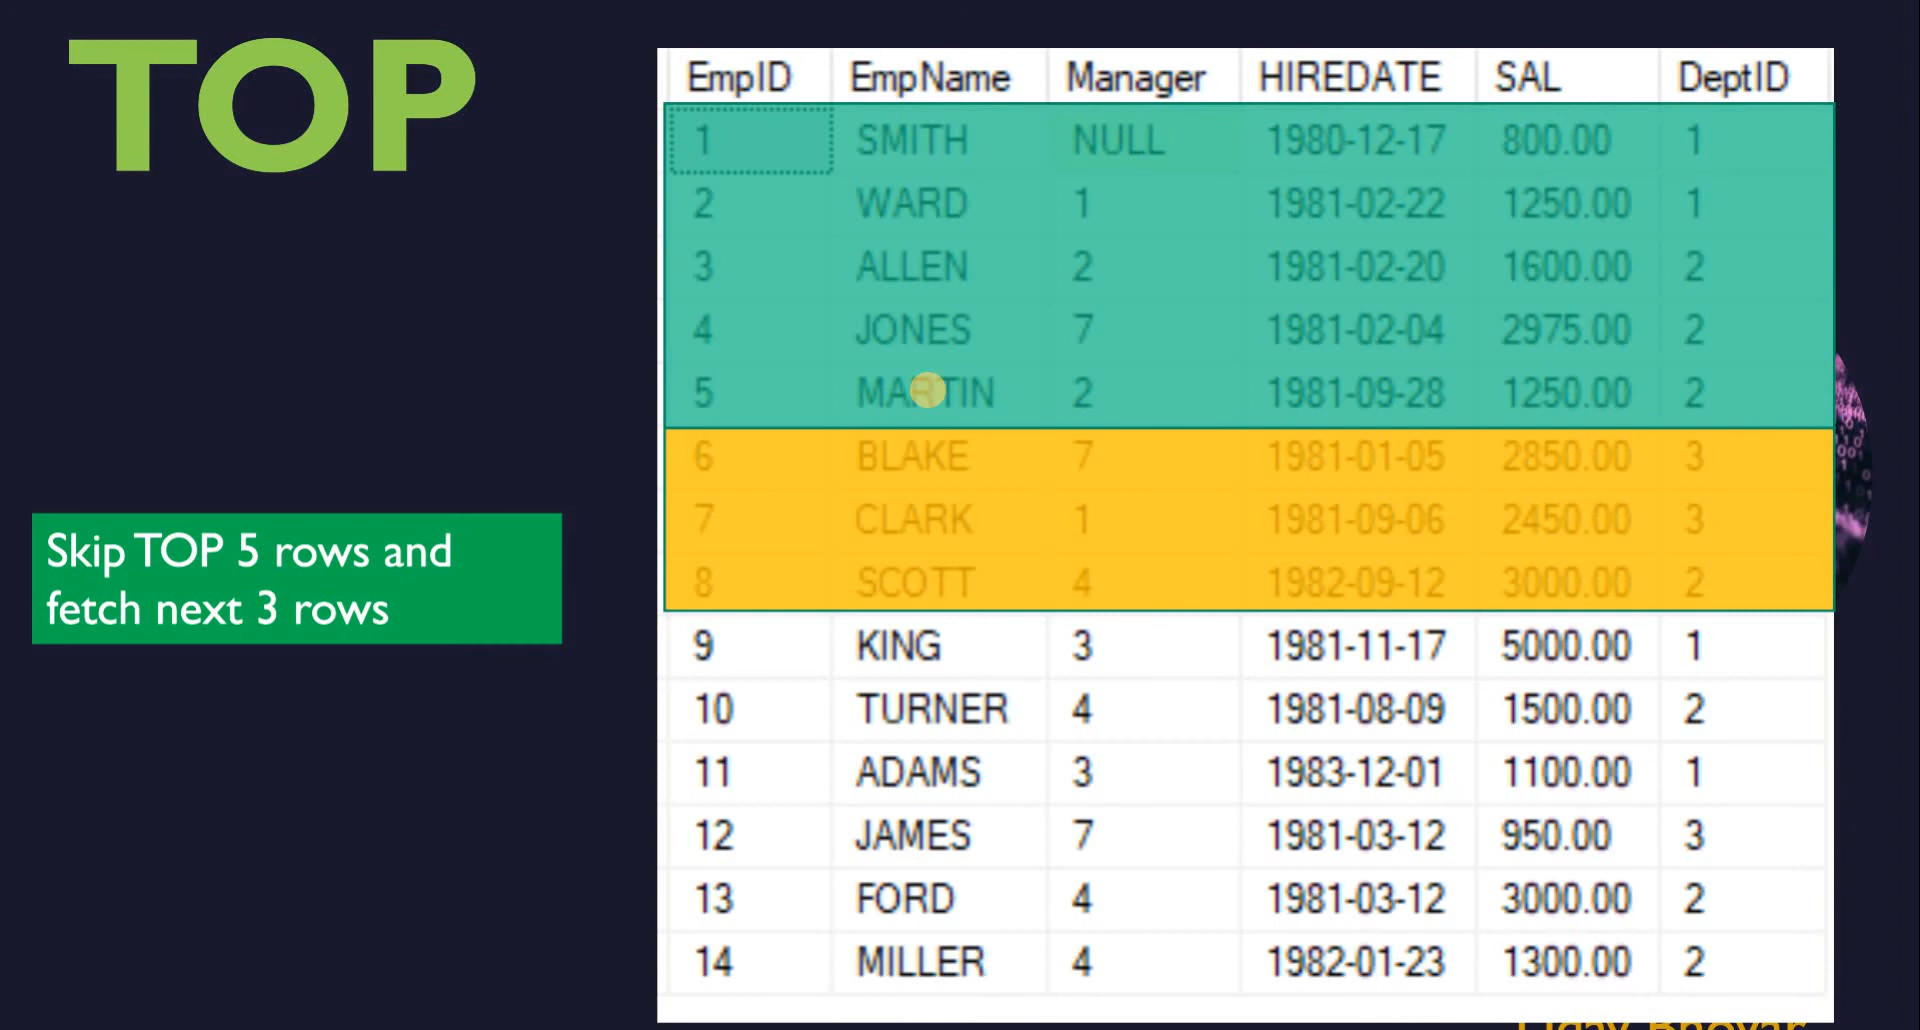 TOP
Skip TOP 5 rows and
fetch next 3 rows
EmpID EmpName Manager HIREDATE SAL DeptID
1 SMITH NULL 1980-12-17 800.00 1
2 WARD 1 1981-02-22 1250.00 1
3 ALLEN 2 1981-02-20 1600.00 2
4 JONES 7 1981-02-04 2975.00 2
5 MARTIN 2 1981-09-28 1250.00 2
6 BLAKE 7 1981-01-05 2850.00 3
7 CLARK 1 1981-09-06 2450.00 3
8 SCOTT 4 1982-09-12 3000.00 2
9 KING 3 1981-11-17 5000.00 1
10 TURNER 4 1981-08-09 1500.00 2
11 ADAMS 3 1983-12-01 1100.00 1
12 JAMES 7 1981-03-12 950.00 3
13 FORD 4 1981-03-12 3000.00 2
14 MILLER 4 1982-01-23 1300.00 2